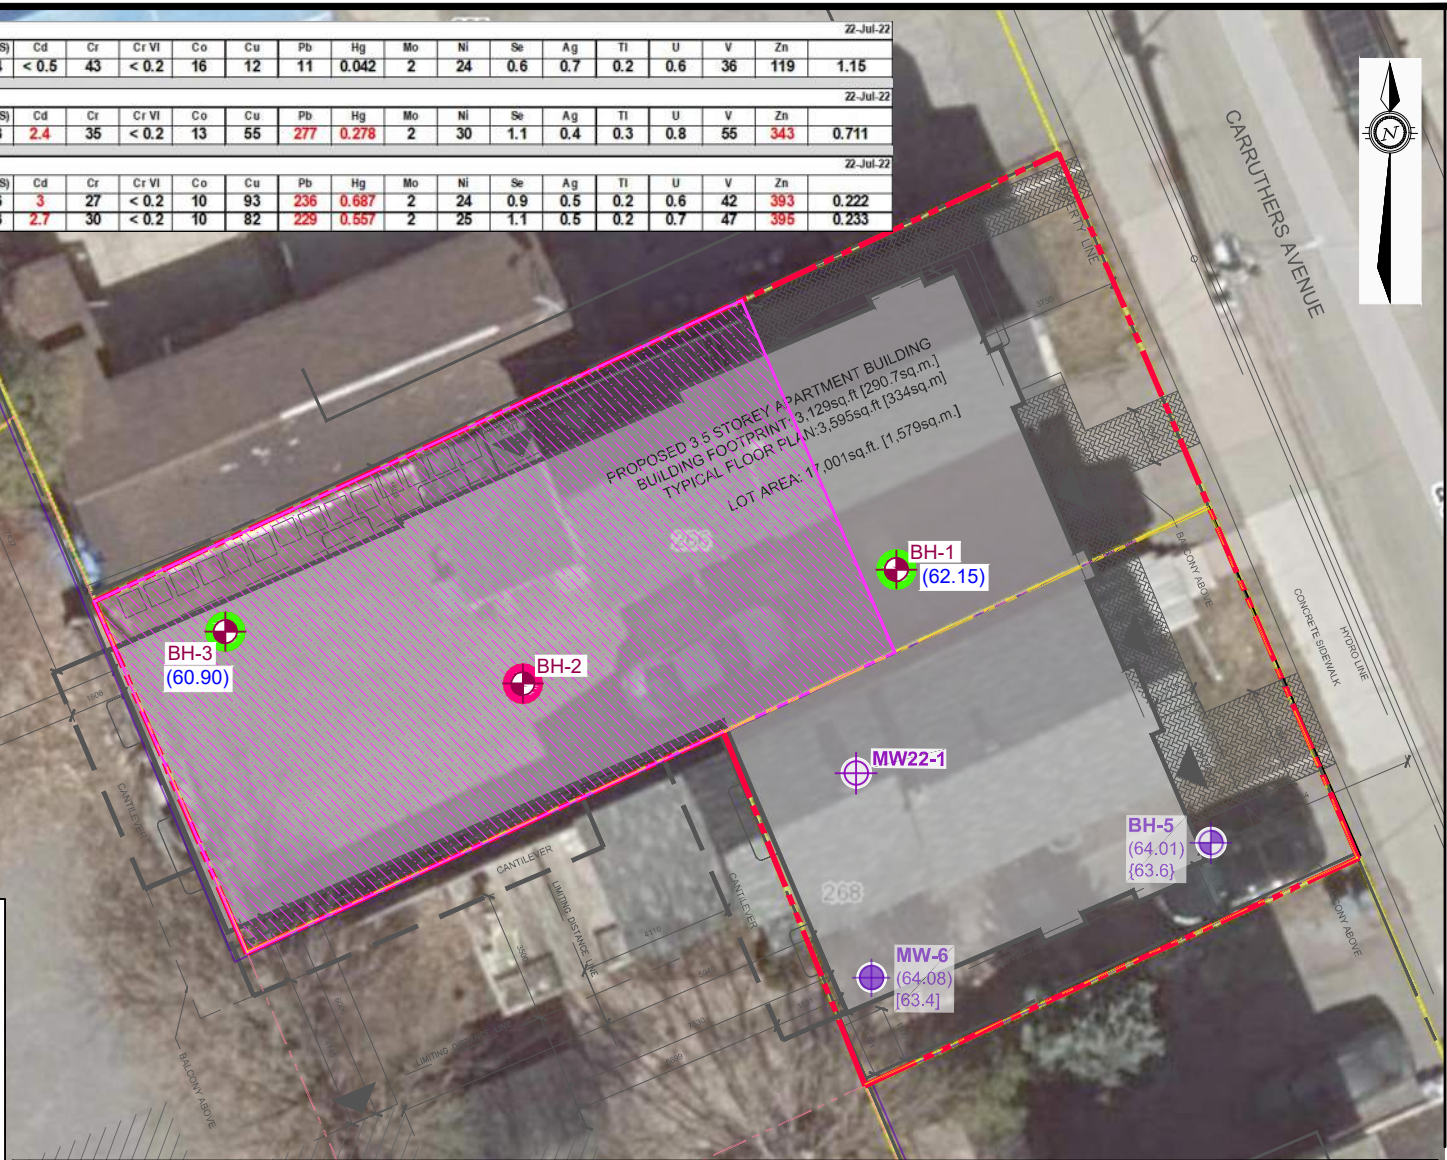 22-Jul-22
S) Cd Cr Cr VI Co Cu Pb Hg Mo Ni Se Ag Tl U V Zn
< 0.5 43 < 0.2 16 12 11 0.042 2 24 0.6 0.7 0.2 0.6 36 119 1.15
22-Jul-22
S) Cd Cr Cr VI Co Cu Pb Hg Mo Ni Se Ag Tl U V Zn
2.4 35 < 0.2 13 55 277 0.278 2 30 1.1 0.4 0.3 0.8 55 343 0.711
22-Jul-22
S) Cd Cr Cr VI Co Cu Pb Hg Mo Ni Se Ag Tl U V Zn
3 27 < 0.2 10 93 236 0.687 2 24 0.9 0.5 0.2 0.6 42 393 0.222
2.7 30 < 0.2 10 82 229 0.557 2 25 1.1 0.5 0.2 0.7 47 395 0.233
N
CARRUTHERS AVENUE
ERTY LINE
3750
PROPOSED 3.5 STOREY APARTMENT BUILDING
BUILDING FOOTPRINT: 3,129sq.ft [290.7sq.m.]
TYPICAL FLOOR PLAN:3,595sq.ft [334sq.m]
LOT AREA: 17,001sq.ft. [1,579sq.m.]
BH-1
(62.15)
BALCONY ABOVE
CONCRETE SIDEWALK
HYDRO LINE
BH-3
(60.90)
BH-2
1608
MW22-1
CANTILEVER
CANTILEVER
CANTILEVER
LIMITING DISTANCE LINE
BH-5
(64.01)
{63.6}
268
4110
3506
MW-6
(64.08)
[63.4]
ONY ABOVE
BALCONY ABOVE